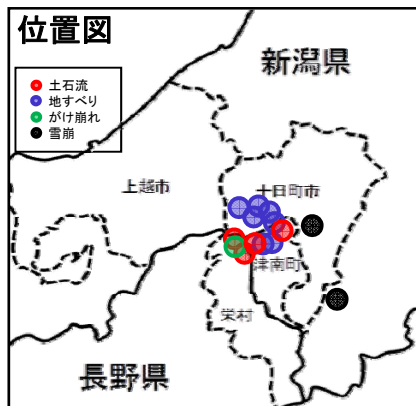 位置図
新潟県
土石流
地すべり
がけ崩れ
雪崩
上越市
十日町市
津南町
栄村
長野県